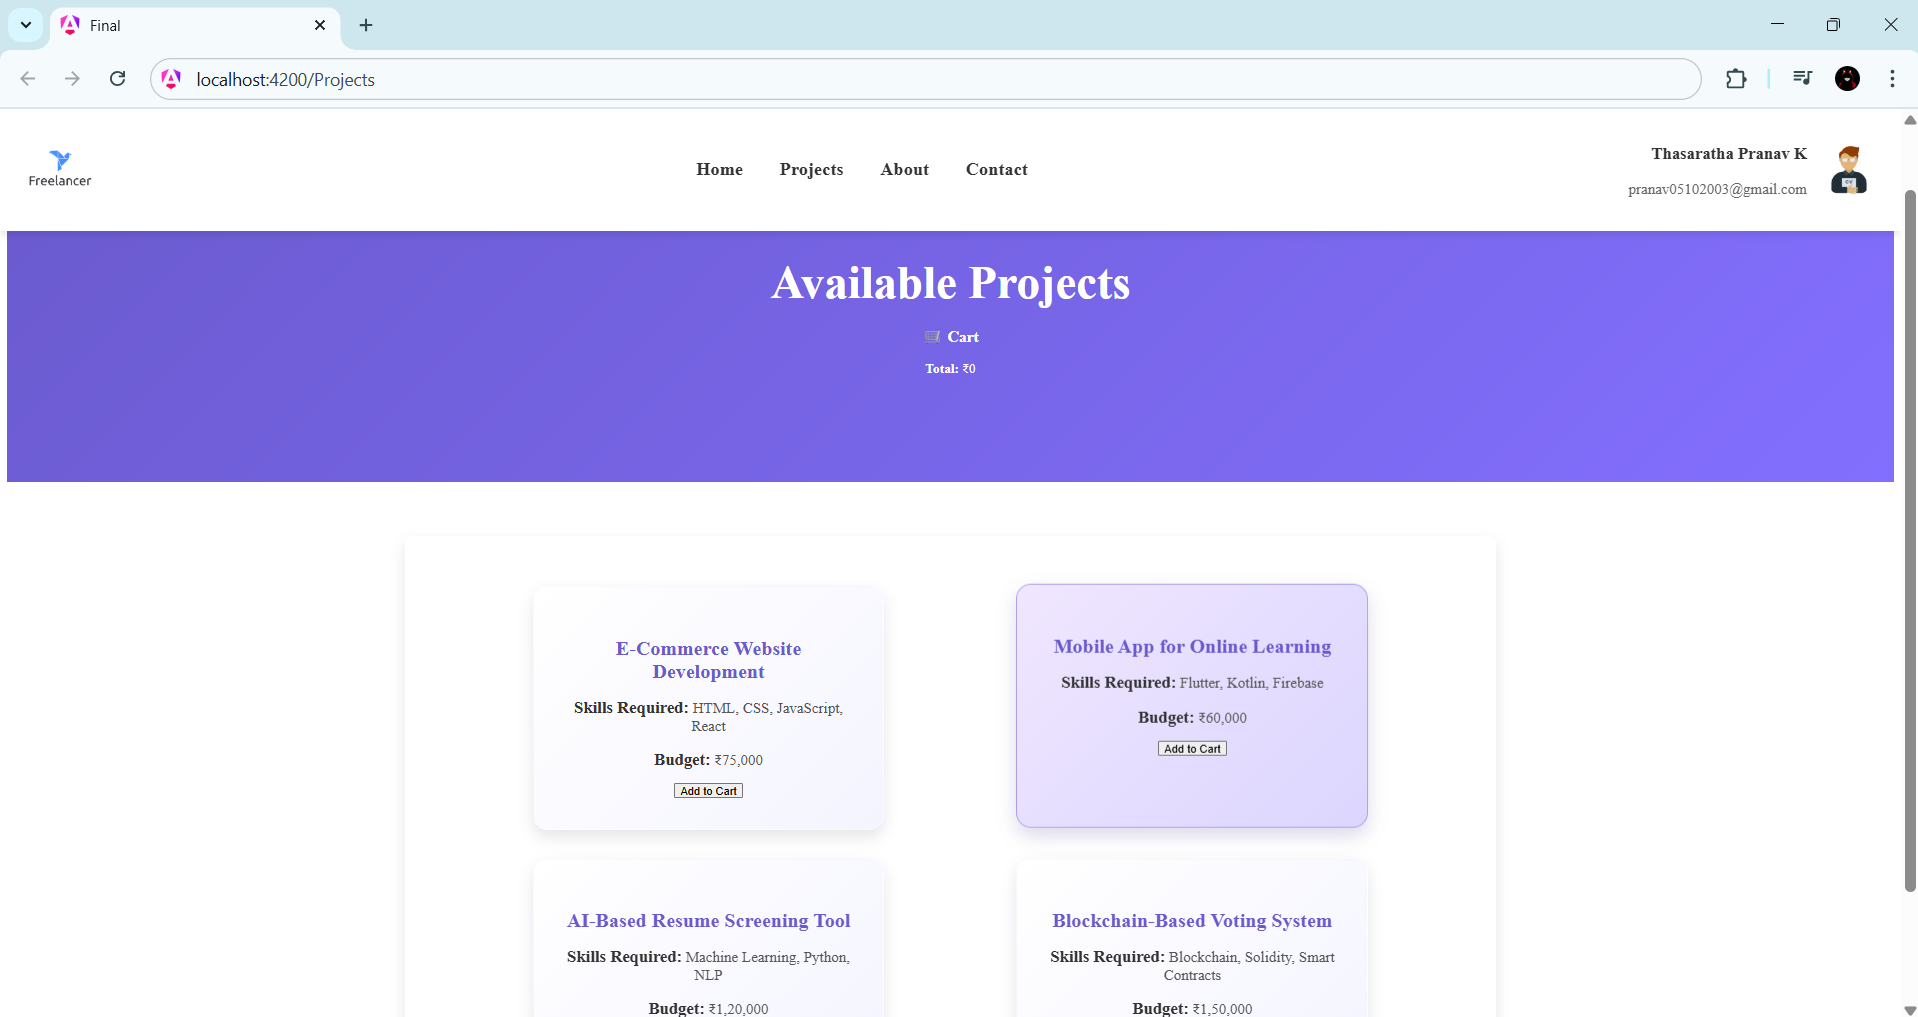 Final
localhost:4200/Projects
Freelancer
Home Projects About Contact
Thasaratha Pranav K
pranav05102003@gmail.com
Available Projects
🛒 Cart
Total: ₹0
E-Commerce Website
Development
Skills Required: HTML, CSS, JavaScript,
React
Budget: ₹75,000
Add to Cart
Mobile App for Online Learning
Skills Required: Flutter, Kotlin, Firebase
Budget: ₹60,000
Add to Cart
AI-Based Resume Screening Tool
Skills Required: Machine Learning, Python,
NLP
Budget: ₹1,20,000
Blockchain-Based Voting System
Skills Required: Blockchain, Solidity, Smart
Contracts
Budget: ₹1,50,000